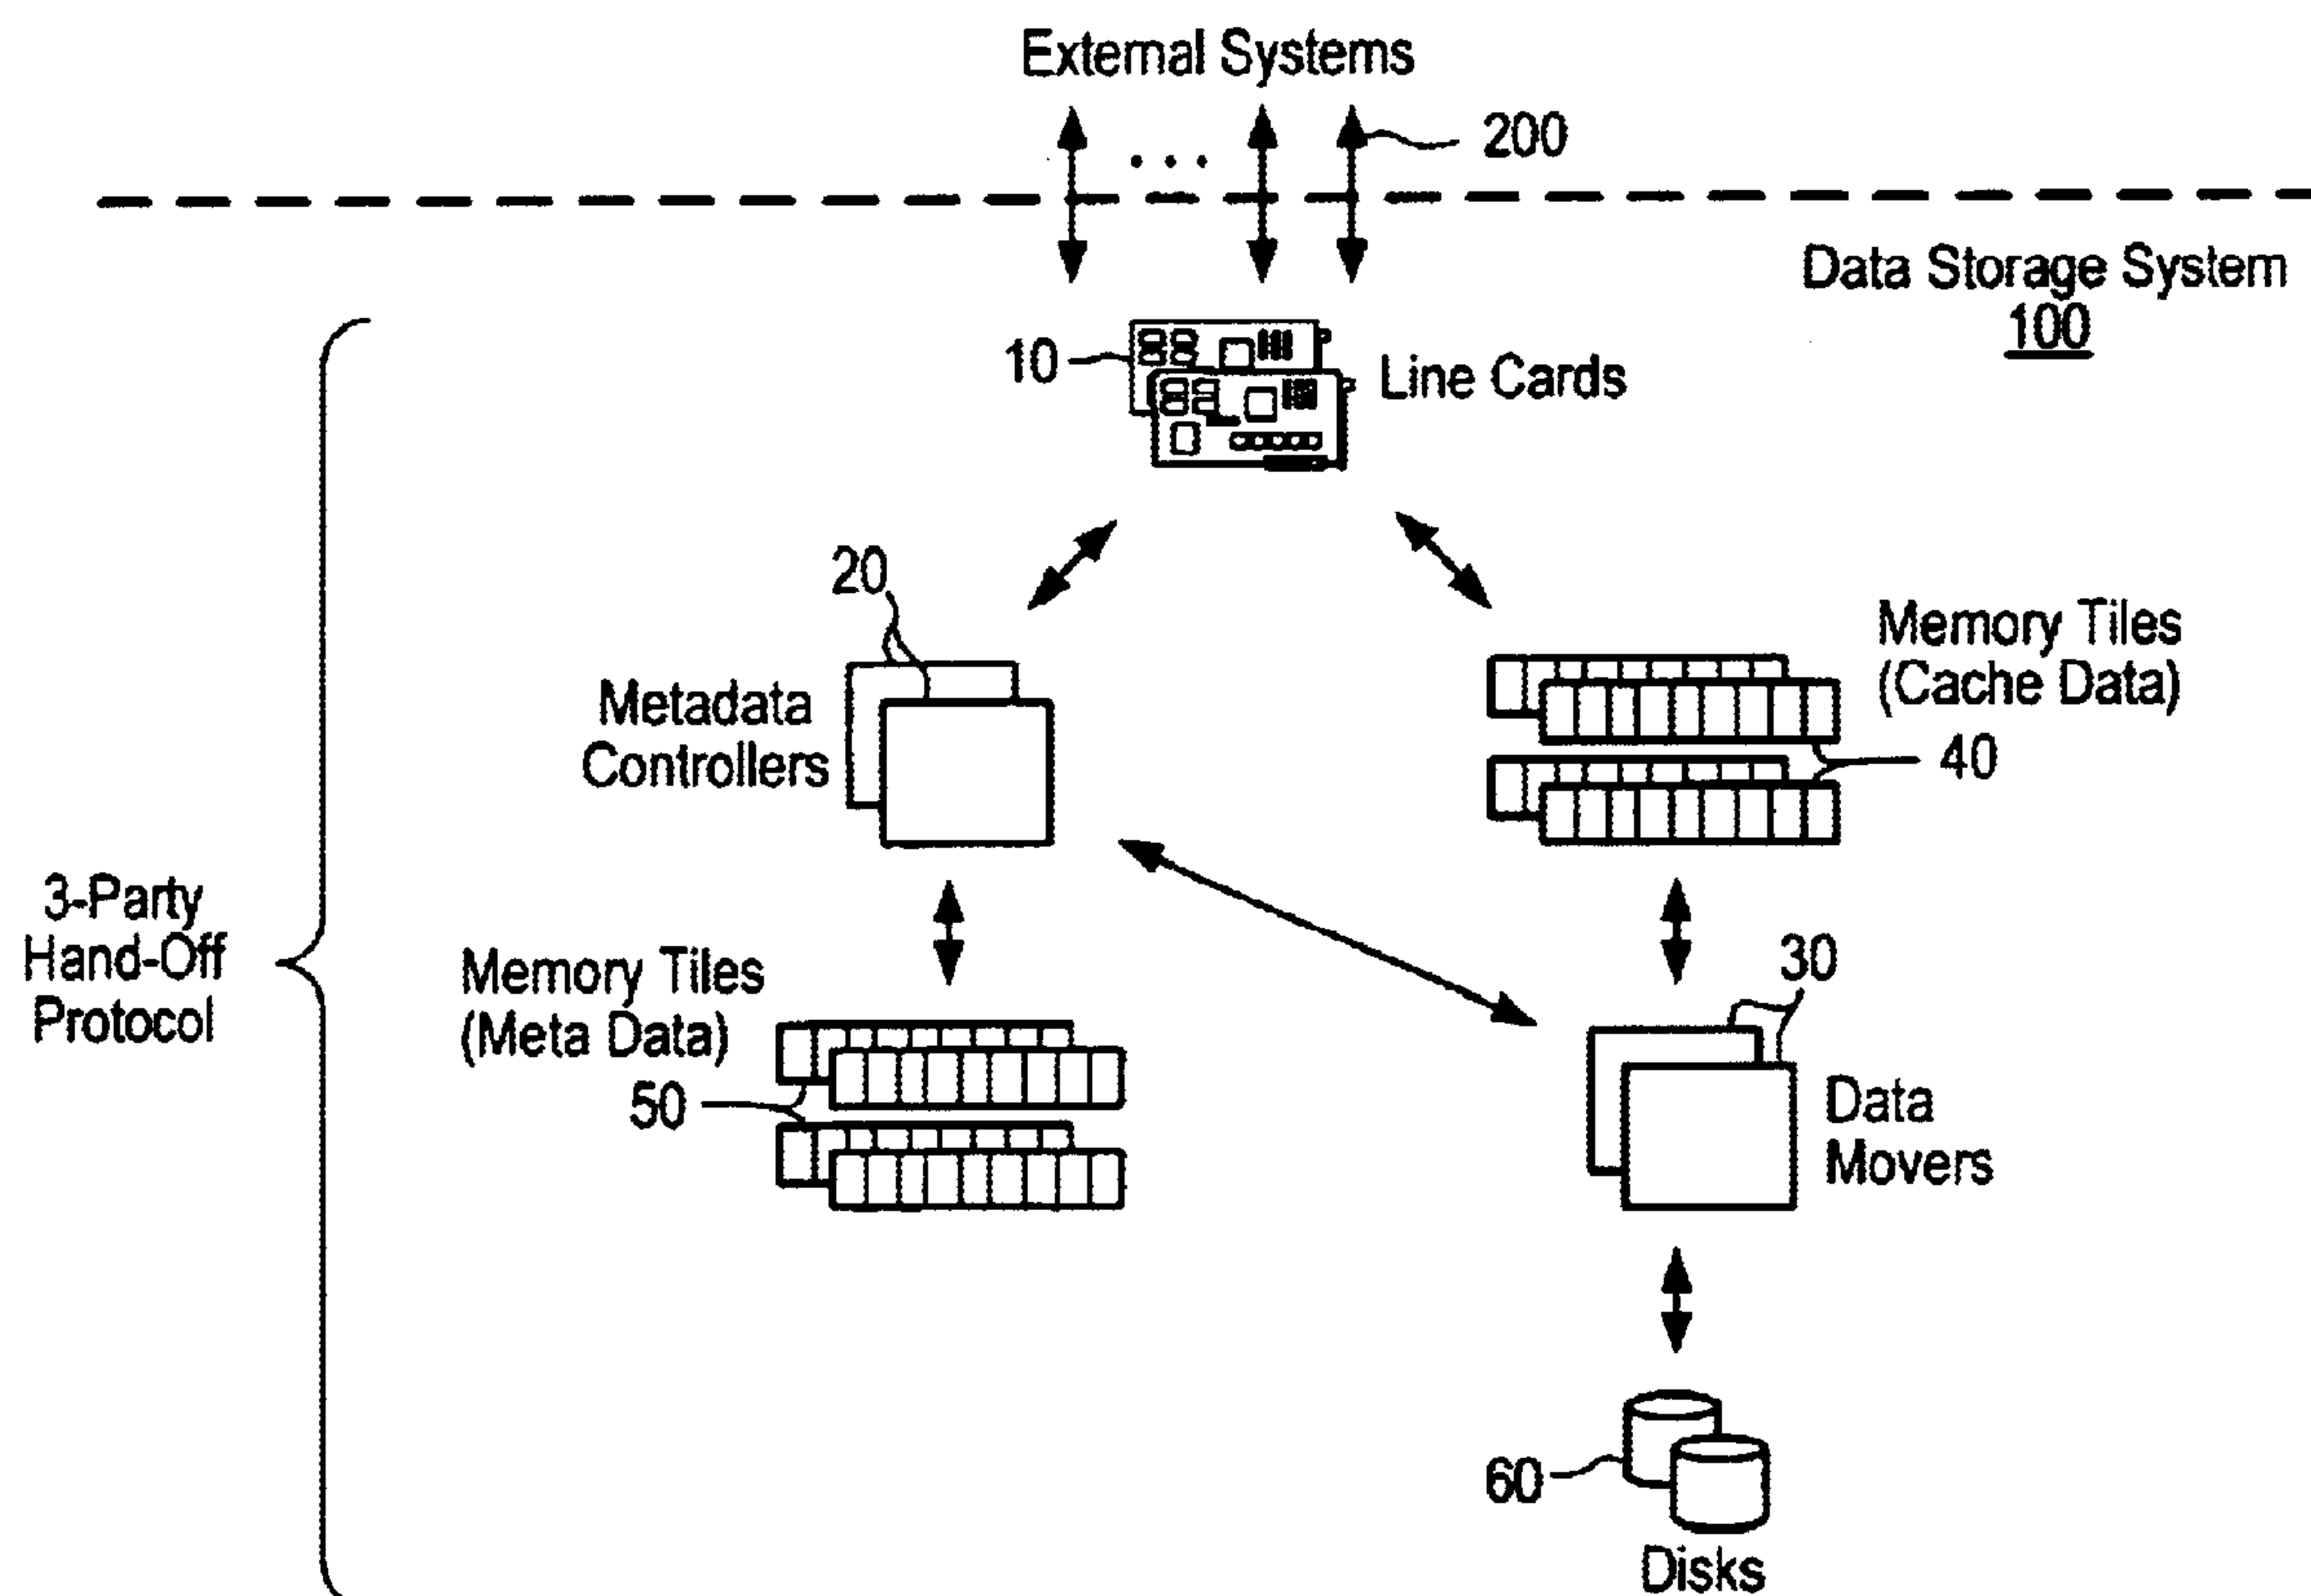 External Systems
200
Data Storage System
100
10
Line Cards
20
Metadata
Controllers
Memory Tiles
(Cache Data)
40
3-Party
Hand-Off
Protocol
Memory Tiles
(Meta Data)
50
30
Data
Movers
60
Disks